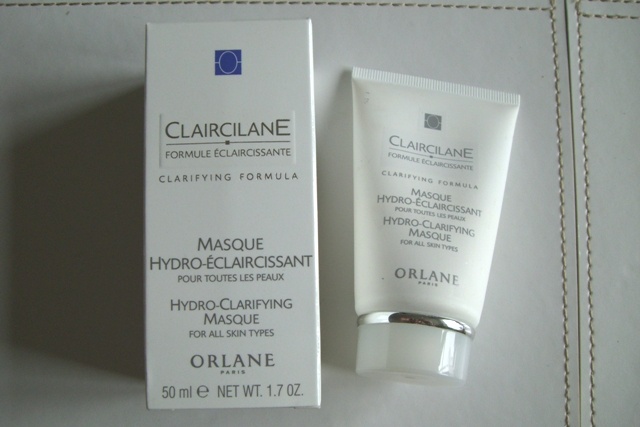 CLAIRCILANE
FORMULE ÉCLAIRCISSANTE
CLARIFYING FORMULA
MASQUE
HYDRO-ÉCLAIRCISSANT
POUR TOUTES LES PEAUX
HYDRO-CLARIFYING
MASQUE
FOR ALL SKIN TYPES
ORLANE
PARIS
50 ml ℮ NET WT. 1.7 OZ.
CLAIRCILANE
FORMULE ÉCLAIRCISSANTE
CLARIFYING FORMULA
MASQUE
HYDRO-ÉCLAIRCISSANT
POUR TOUTES LES PEAUX
HYDRO-CLARIFYING
MASQUE
FOR ALL SKIN TYPES
ORLANE
PARIS